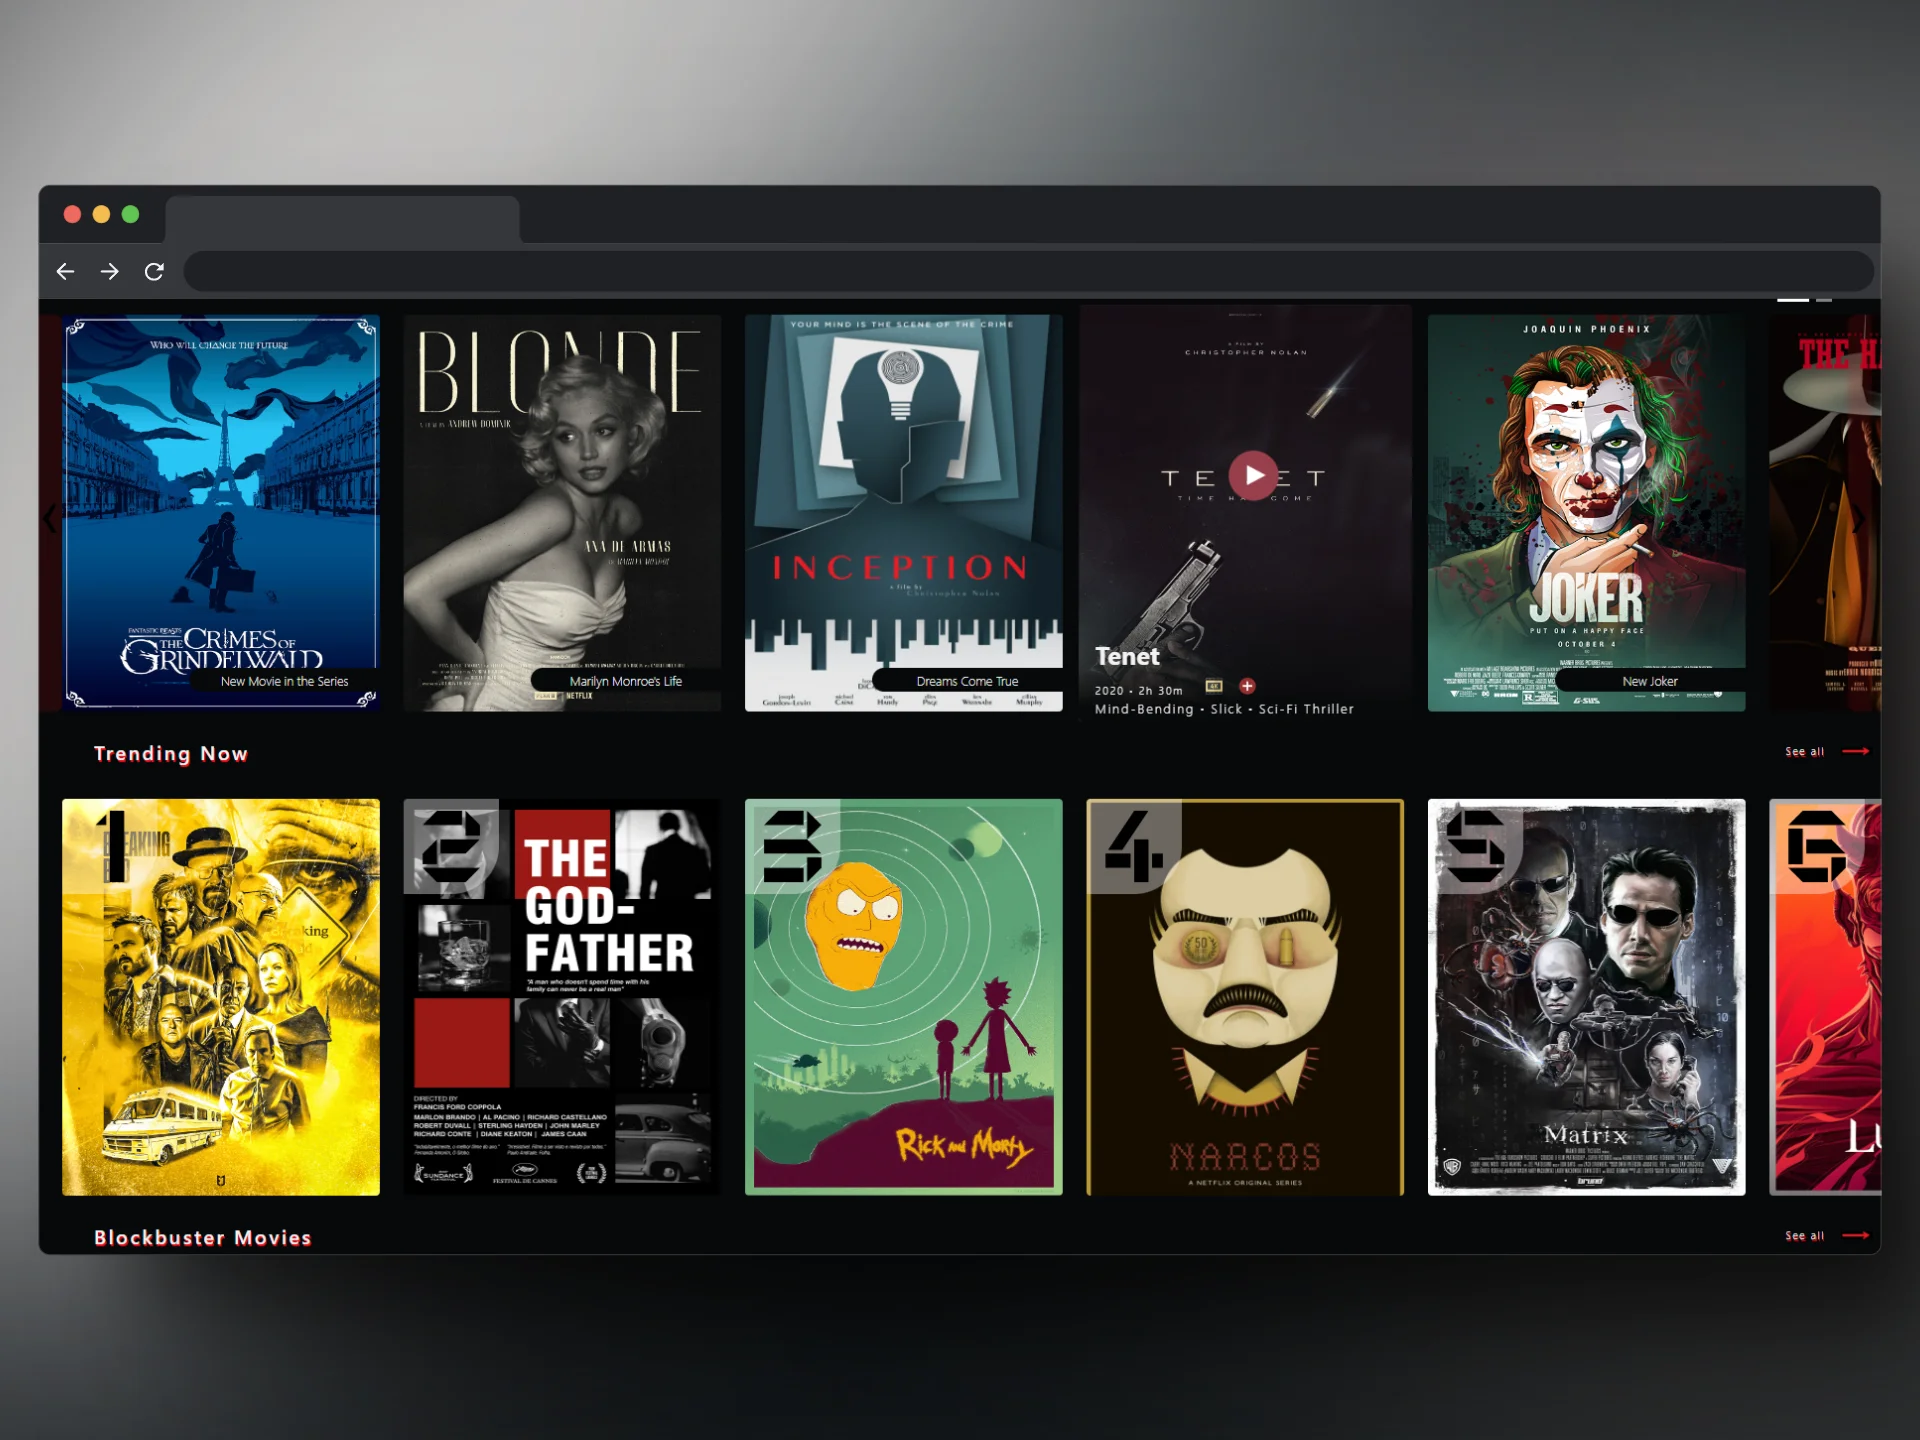 WHO WILL CHANGE THE FUTURE
FANTASTIC BEASTS
THE CRIMES OF
GRINDELWALD
New Movie in the Series
BLONDE
ANDREW DOMINIK
ANA DE ARMAS
Marilyn Monroe's Life
NETFLIX
YOUR MIND IS THE SCENE OF THE CRIME
INCEPTION
a film by
Christopher Nolan
Dreams Come True
A FILM BY
CHRISTOPHER NOLAN
TE ET
TIME HA COME
Tenet
2020 • 2h 30m
4K
Mind-Bending • Slick • Sci-Fi Thriller
JOAQUIN PHOENIX
JOKER
PUT ON A HAPPY FACE
OCTOBER 4
New Joker
THE HA
Trending Now
See all
1
BREAKING
2
THE
GOD-
FATHER
"A man who doesn't spend time with his
family can never be a real man"
DIRECTED BY
FRANCIS FORD COPPOLA
MARLON BRANDO | AL PACINO | RICHARD CASTELLANO
ROBERT DUVALL | STERLING HAYDEN | JOHN MARLEY
RICHARD CONTE | DIANE KEATON | JAMES CAAN
SUNDANCE
FESTIVAL DE CANNES
3
Rick and Morty
4
50
NARCOS
A NETFLIX ORIGINAL SERIES
5
Matrix
6
Blockbuster Movies
See all